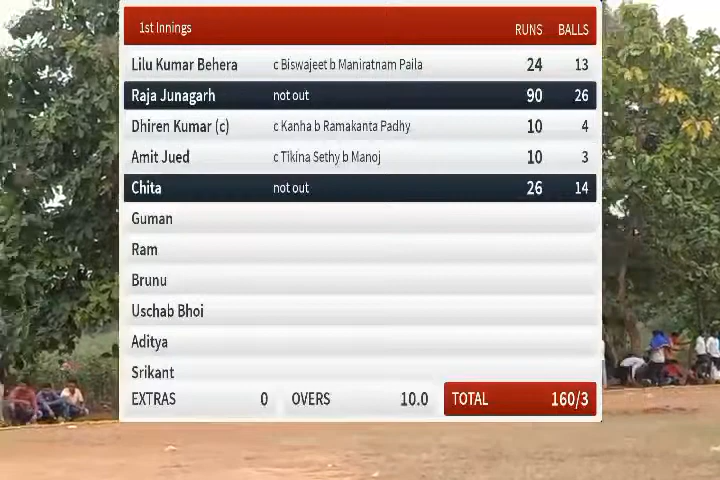 1st Innings RUNS BALLS
Lilu Kumar Behera c Biswajeet b Maniratnam Paila 24 13
Raja Junagarh not out 90 26
Dhiren Kumar (c) c Kanha b Ramakanta Padhy 10 4
Amit Jued c Tikina Sethy b Manoj 10 3
Chita not out 26 14
Guman
Ram
Brunu
Uschab Bhoi
Aditya
Srikant
EXTRAS 0 OVERS 10.0 TOTAL 160/3